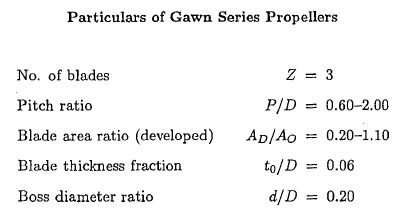 Particulars of Gawn Series Propellers
No. of blades Z = 3
Pitch ratio P/D = 0.60–2.00
Blade area ratio (developed) A_D/A_O = 0.20–1.10
Blade thickness fraction t_0/D = 0.06
Boss diameter ratio d/D = 0.20